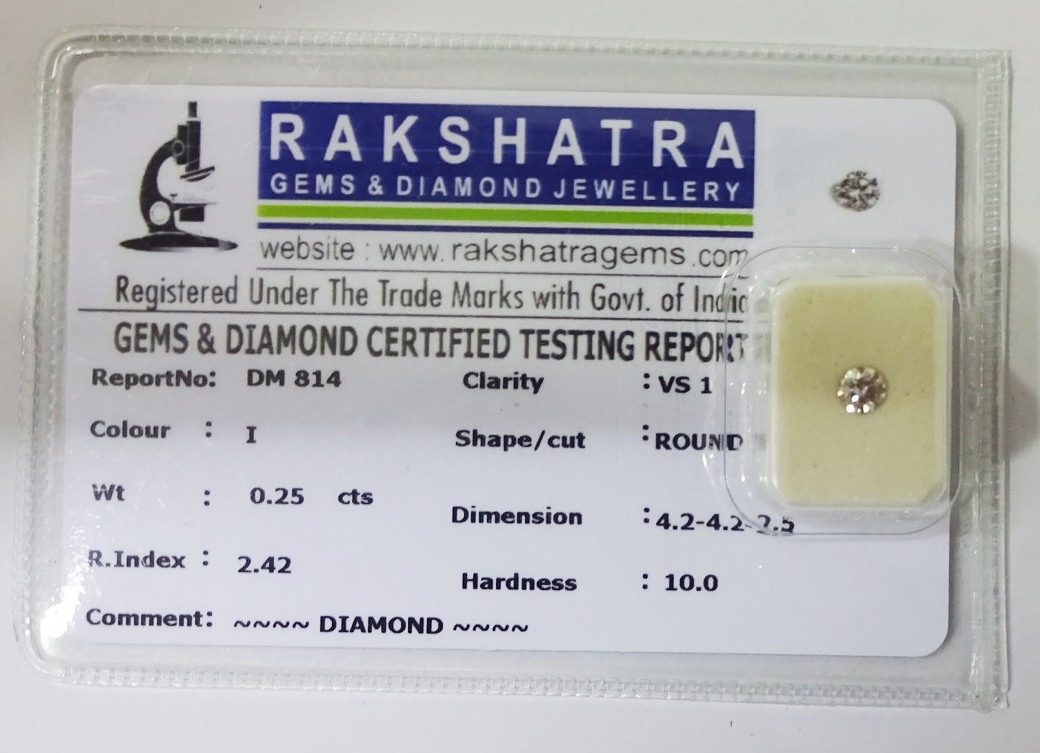 RAKSHATRA
GEMS & DIAMOND JEWELLERY
website : www.rakshatragems.com
Registered Under The Trade Marks with Govt. of India
GEMS & DIAMOND CERTIFIED TESTING REPORT
ReportNo: DM 814 Clarity : VS 1
Colour : I Shape/cut : ROUND
Wt : 0.25 cts Dimension : 4.2-4.2-2.5
R.Index : 2.42 Hardness : 10.0
Comment: ~~~~ DIAMOND ~~~~